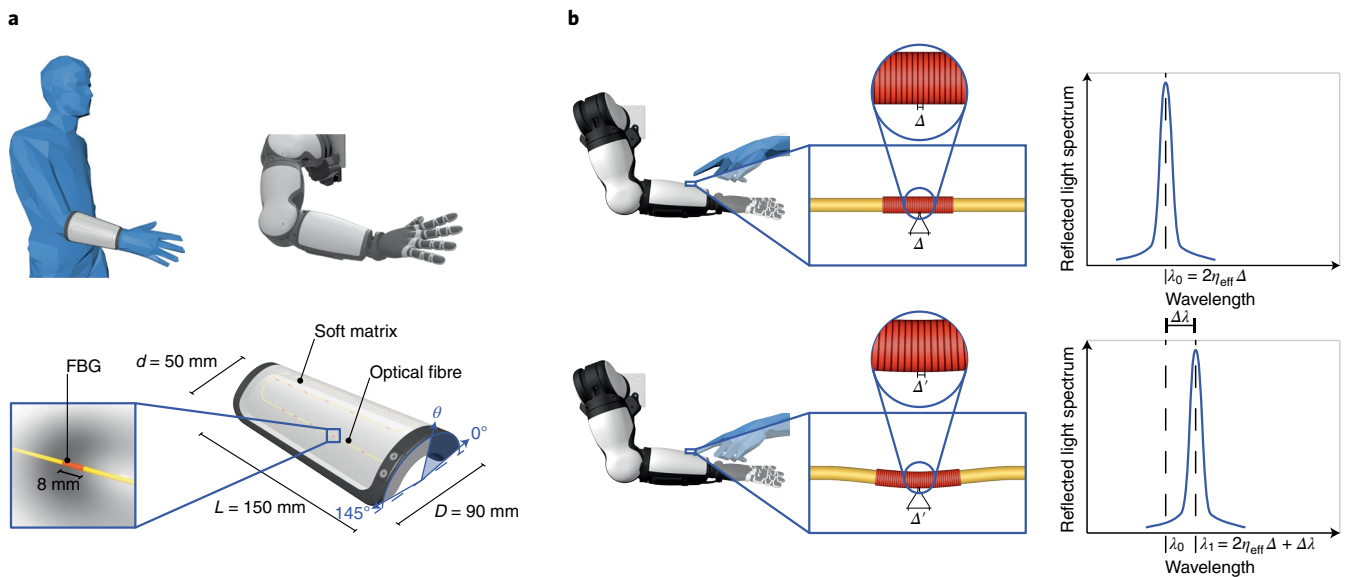 a
b
Δ
Δ
Reflected light spectrum
λ0 = 2ηeff Δ
Wavelength
Soft matrix
FBG
d = 50 mm
Optical fibre
θ
0°
8 mm
L = 150 mm
145°
D = 90 mm
Δ′
Δ′
Δλ
Reflected light spectrum
λ0
λ1 = 2ηeff Δ + Δλ
Wavelength